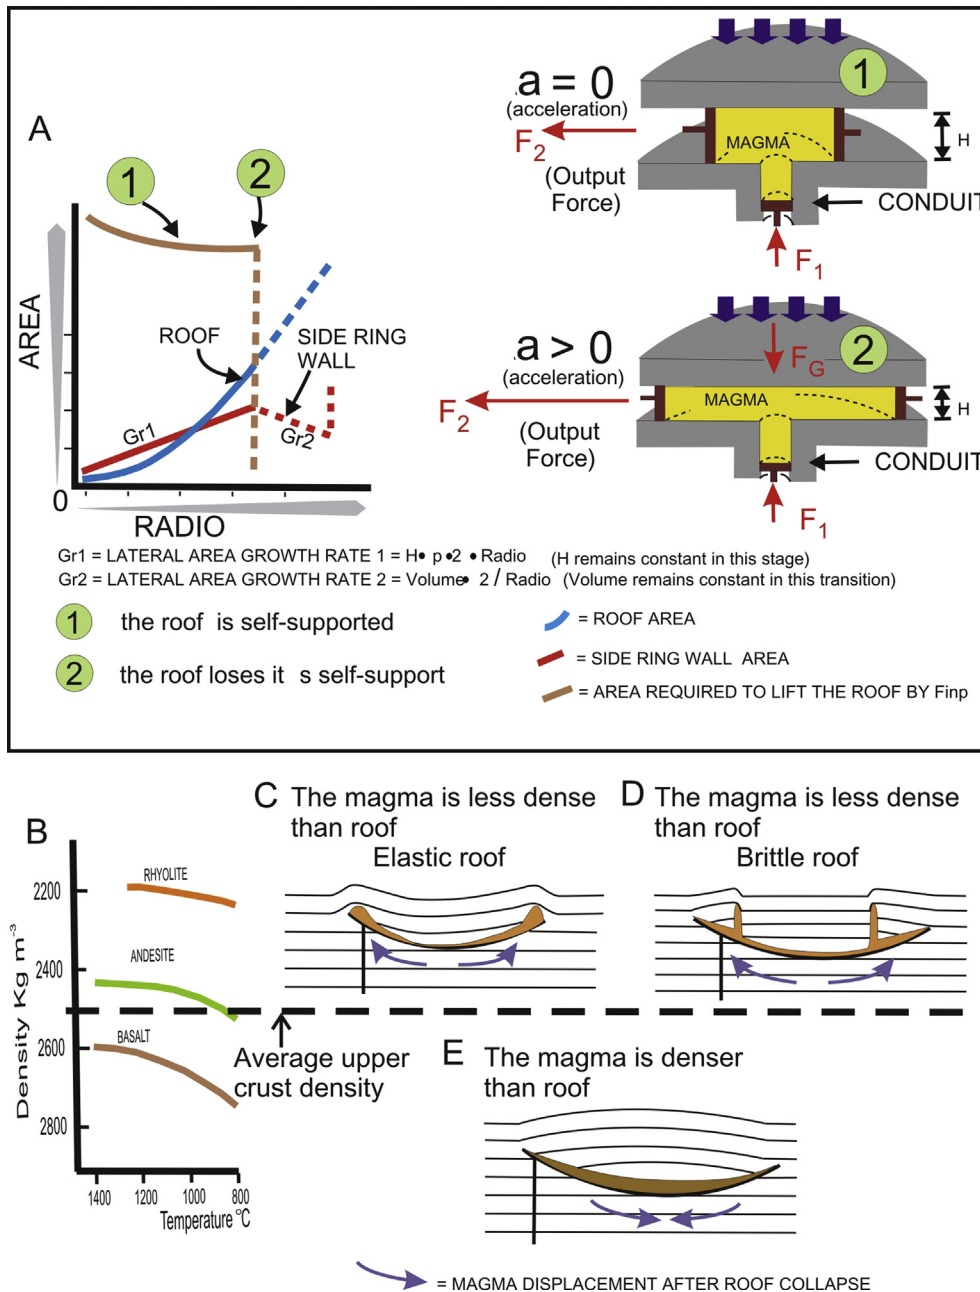 A
1
2
AREA
ROOF
SIDE RING
WALL
Gr1
Gr2
0
RADIO
a = 0
(acceleration)
F2
(Output
Force)
1
MAGMA
H
CONDUIT
F1
a > 0
(acceleration)
F2
(Output
Force)
FG
2
MAGMA
H
CONDUIT
F1
Gr1 = LATERAL AREA GROWTH RATE 1 = H• p •2 • Radio (H remains constant in this stage)
Gr2 = LATERAL AREA GROWTH RATE 2 = Volume• 2 / Radio (Volume remains constant in this transition)
1 the roof is self-supported
2 the roof loses it s self-support
= ROOF AREA
= SIDE RING WALL AREA
= AREA REQUIRED TO LIFT THE ROOF BY Finp
B
Density Kg m-3
2200
2400
2600
2800
RHYOLITE
ANDESITE
BASALT
1400 1200 1000 800
Temperature °C
Average upper
crust density
C The magma is less dense
than roof
Elastic roof
D The magma is less dense
than roof
Brittle roof
E The magma is denser
than roof
= MAGMA DISPLACEMENT AFTER ROOF COLLAPSE